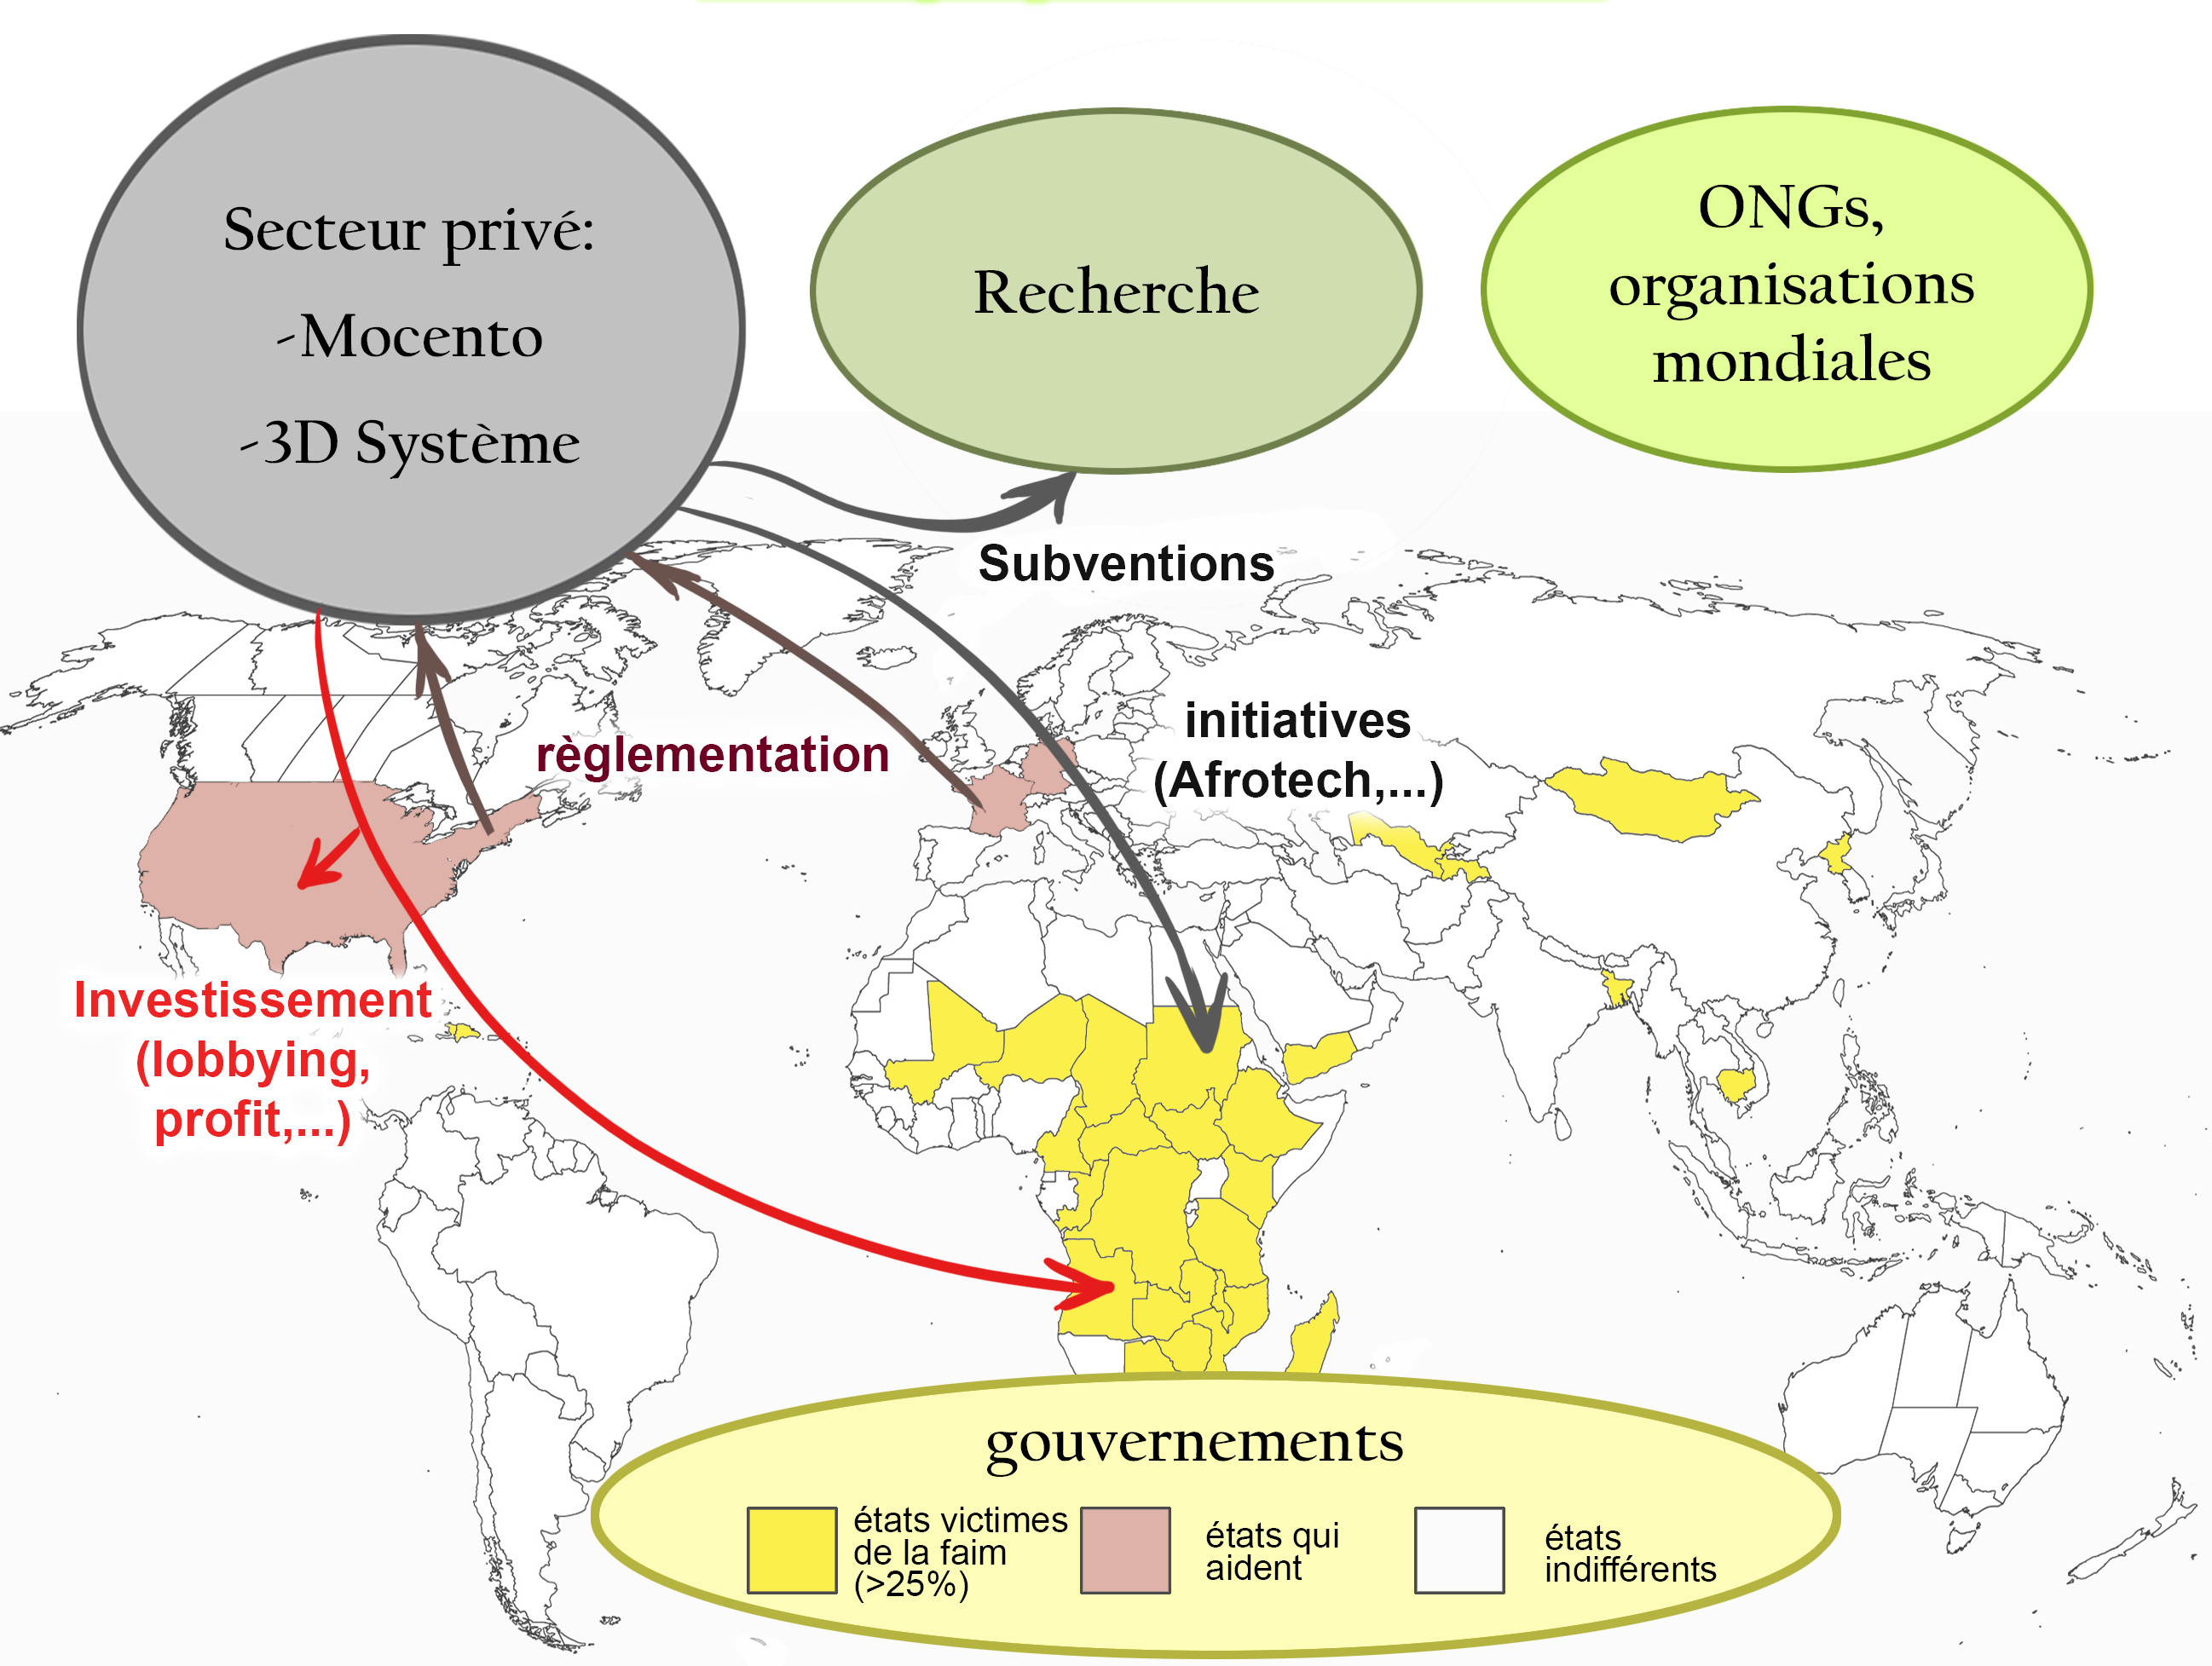 Secteur privé:
-Mocento
-3D Système
Recherche
ONGs,
organisations
mondiales
Subventions
initiatives
(Afrotech,...)
règlementation
Investissement
(lobbying,
profit,...)
gouvernements
états victimes
de la faim
(>25%)
états qui
aident
états
indifférents